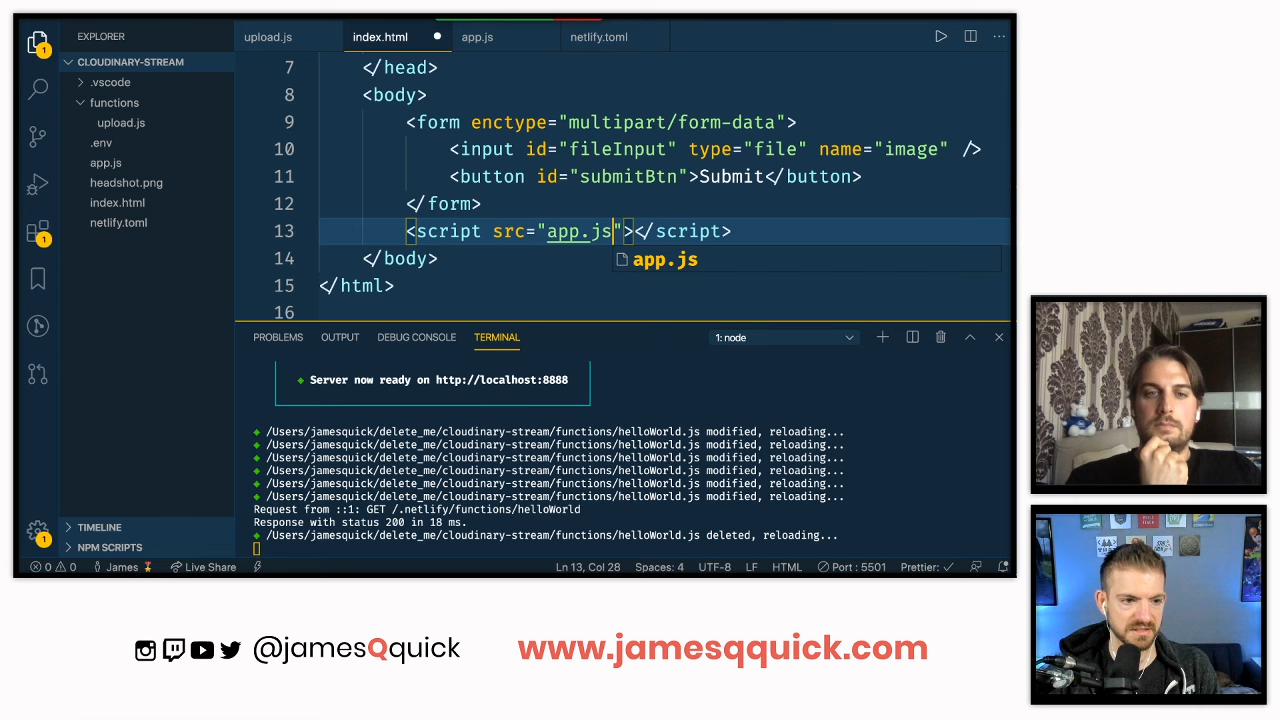 EXPLORER
CLOUDINARY-STREAM
.vscode
functions
upload.js
.env
app.js
headshot.png
index.html
netlify.toml
TIMELINE
NPM SCRIPTS
1
1
1
upload.js index.html app.js netlify.toml
7 </head>
8 <body>
9 <form enctype="multipart/form-data">
10 <input id="fileInput" type="file" name="image" />
11 <button id="submitBtn">Submit</button>
12 </form>
13 <script src="app.js"></script>
14 </body>
app.js
15 </html>
16
PROBLEMS OUTPUT DEBUG CONSOLE TERMINAL 1: node
Server now ready on http://localhost:8888
/Users/jamesquick/delete_me/cloudinary-stream/functions/helloWorld.js modified, reloading...
/Users/jamesquick/delete_me/cloudinary-stream/functions/helloWorld.js modified, reloading...
/Users/jamesquick/delete_me/cloudinary-stream/functions/helloWorld.js modified, reloading...
/Users/jamesquick/delete_me/cloudinary-stream/functions/helloWorld.js modified, reloading...
/Users/jamesquick/delete_me/cloudinary-stream/functions/helloWorld.js modified, reloading...
/Users/jamesquick/delete_me/cloudinary-stream/functions/helloWorld.js modified, reloading...
Request from ::1: GET /.netlify/functions/helloWorld
Response with status 200 in 18 ms.
/Users/jamesquick/delete_me/cloudinary-stream/functions/helloWorld.js deleted, reloading...
0 0 James Live Share Ln 13, Col 28 Spaces: 4 UTF-8 LF HTML Port : 5501 Prettier: ✓
@jamesQquick www.jamesqquick.com